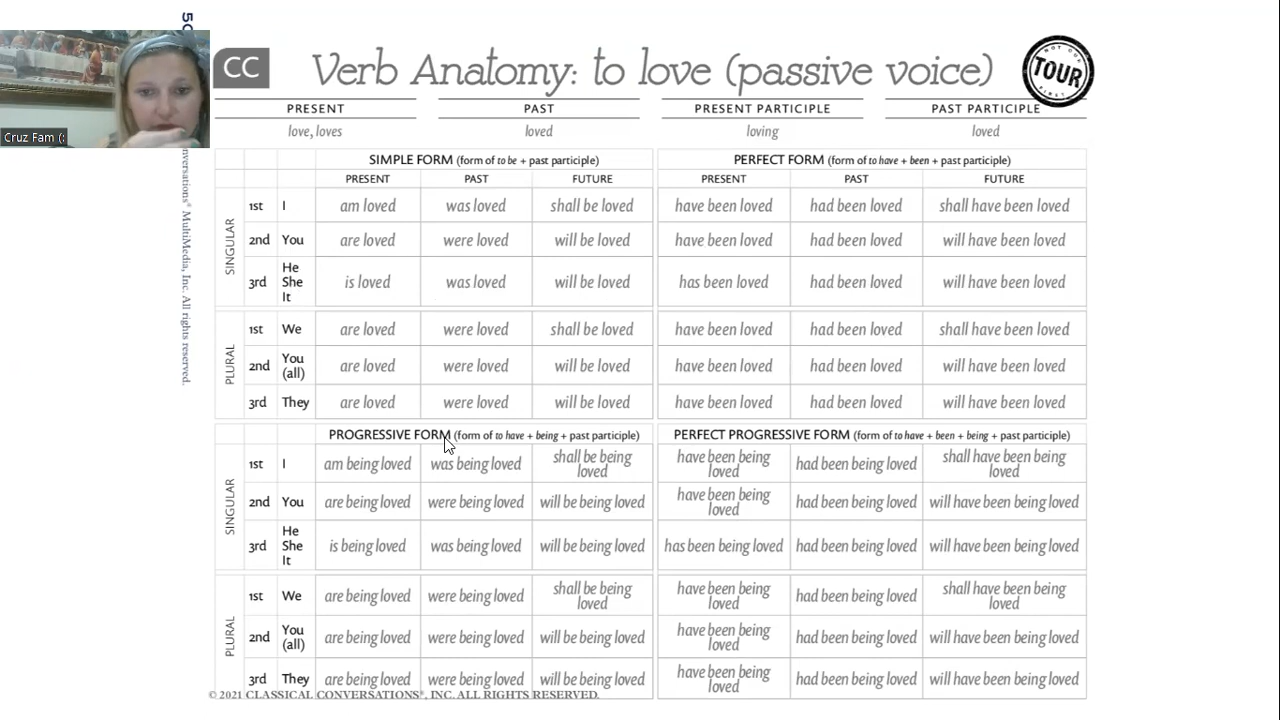 5
CC
Verb Anatomy: to love (passive voice)
NOT OUR TOUR FIRST
PRESENT PAST PRESENT PARTICIPLE PAST PARTICIPLE
love, loves loved loving loved
Cruz Fam (:
nversations® MultiMedia, Inc. All rights reserved.
SIMPLE FORM (form of to be + past participle) PERFECT FORM (form of to have + been + past participle)
PRESENT PAST FUTURE PRESENT PAST FUTURE
SINGULAR
1st I am loved was loved shall be loved have been loved had been loved shall have been loved
2nd You are loved were loved will be loved have been loved had been loved will have been loved
3rd He She It is loved was loved will be loved has been loved had been loved will have been loved
PLURAL
1st We are loved were loved shall be loved have been loved had been loved shall have been loved
2nd You (all) are loved were loved will be loved have been loved had been loved will have been loved
3rd They are loved were loved will be loved have been loved had been loved will have been loved
PROGRESSIVE FORM (form of to have + being + past participle) PERFECT PROGRESSIVE FORM (form of to have + been + being + past participle)
SINGULAR
1st I am being loved was being loved shall be being loved have been being loved had been being loved shall have been being loved
2nd You are being loved were being loved will be being loved have been being loved had been being loved will have been being loved
3rd He She It is being loved was being loved will be being loved has been being loved had been being loved will have been being loved
PLURAL
1st We are being loved were being loved shall be being loved have been being loved had been being loved shall have been being loved
2nd You (all) are being loved were being loved will be being loved have been being loved had been being loved will have been being loved
3rd They are being loved were being loved will be being loved have been being loved had been being loved will have been being loved
© 2021 CLASSICAL CONVERSATIONS®, INC. ALL RIGHTS RESERVED.